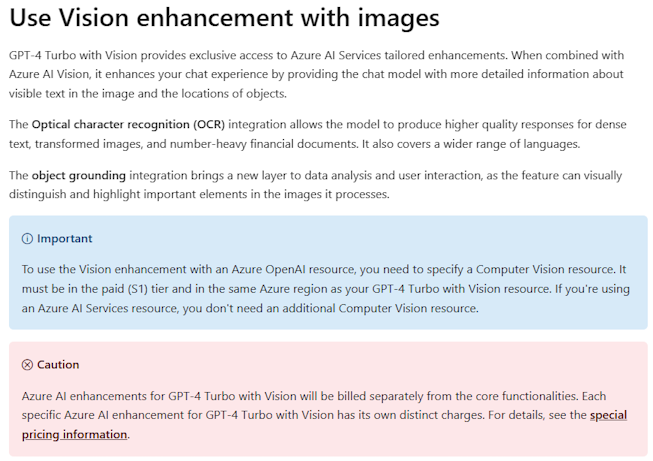 Use Vision enhancement with images
GPT-4 Turbo with Vision provides exclusive access to Azure AI Services tailored enhancements. When combined with
Azure AI Vision, it enhances your chat experience by providing the chat model with more detailed information about
visible text in the image and the locations of objects.
The Optical character recognition (OCR) integration allows the model to produce higher quality responses for dense
text, transformed images, and number-heavy financial documents. It also covers a wider range of languages.
The object grounding integration brings a new layer to data analysis and user interaction, as the feature can visually
distinguish and highlight important elements in the images it processes.
Important
To use the Vision enhancement with an Azure OpenAI resource, you need to specify a Computer Vision resource. It
must be in the paid (S1) tier and in the same Azure region as your GPT-4 Turbo with Vision resource. If you're using
an Azure AI Services resource, you don't need an additional Computer Vision resource.
Caution
Azure AI enhancements for GPT-4 Turbo with Vision will be billed separately from the core functionalities. Each
specific Azure AI enhancement for GPT-4 Turbo with Vision has its own distinct charges. For details, see the special
pricing information.